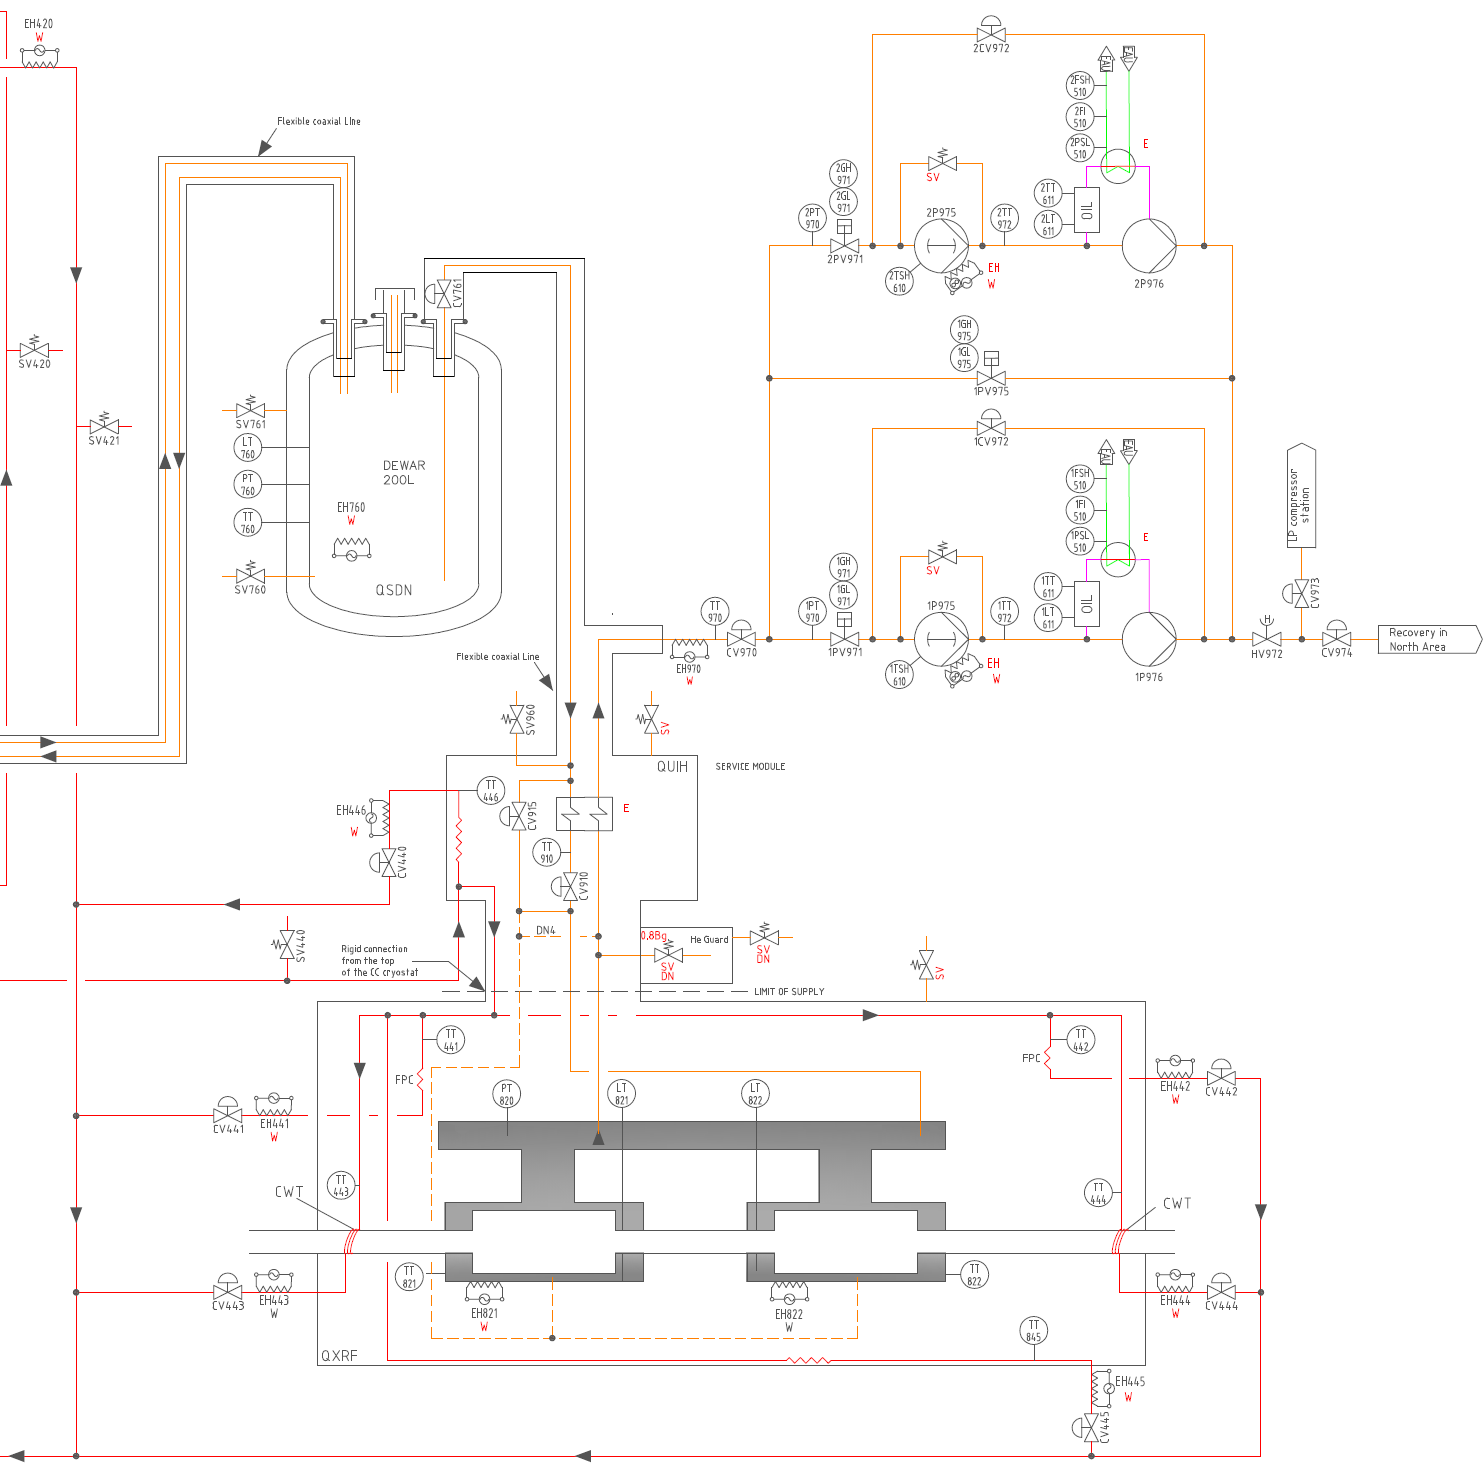 EH420
W
2CV972
EAU
EAU
2FSH
510
2FI
510
2PSL
510
E
Flexible coaxial LIne
2GH
971
2GL
971
SV
2TT
611
2LT
611
OIL
2PT
970
2P975
2TT
972
2PV971
2TSH
610
EH
W
2P976
CV761
SV420
1GH
975
1GL
975
1PV975
SV761
SV421
1CV972
EAU
EAU
LT
760
PT
760
TT
760
DEWAR
200L
EH760
W
SV760
QSDN
1FSH
510
1FI
510
1PSL
510
E
LP compressor
station
1GH
971
1GL
971
SV
1TT
611
1LT
611
OIL
CV973
TT
970
1PT
970
1P975
1TT
972
H
EH970
W
CV970
1PV971
1TSH
610
EH
W
1P976
HV972
CV974
Recovery in
North Area
Flexible coaxial Line
SV960
SV
QUIH
SERVICE MODULE
TT
446
EH446
W
CV915
E
CV440
TT
910
CV910
DN4
SV440
Rigid connection
from the top
of the CC cryostat
0,8Bg
He Guard
SV
DN
SV
DN
SV
LIMIT OF SUPPLY
TT
441
TT
442
FPC
FPC
PT
820
LT
821
LT
822
EH442
W
CV442
CV441
EH441
W
TT
443
TT
444
CWT
CWT
TT
821
TT
822
CV443
EH443
W
EH821
W
EH822
W
EH444
W
CV444
TT
845
QXRF
EH445
W
CV445